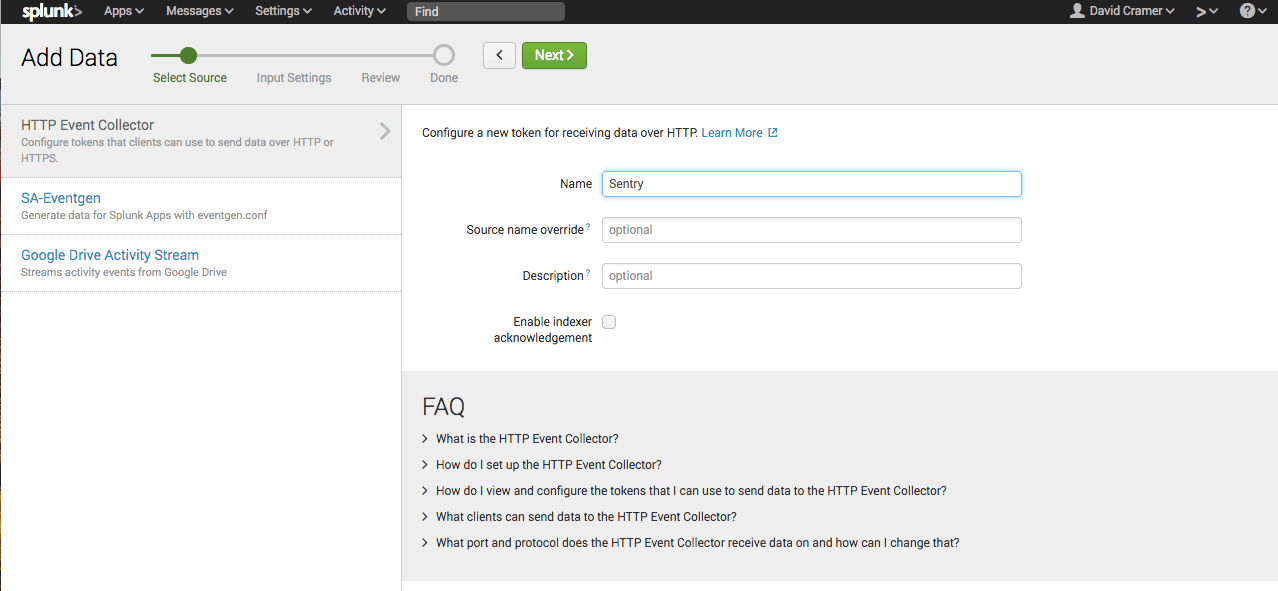 splunk> Apps Messages Settings Activity Find David Cramer >
Add Data
Select Source Input Settings Review Done
Next
HTTP Event Collector
Configure tokens that clients can use to send data over HTTP or
HTTPS.
SA-Eventgen
Generate data for Splunk Apps with eventgen.conf
Google Drive Activity Stream
Streams activity events from Google Drive
Configure a new token for receiving data over HTTP. Learn More
Name Sentry
Source name override ? optional
Description ? optional
Enable indexer
acknowledgement
FAQ
What is the HTTP Event Collector?
How do I set up the HTTP Event Collector?
How do I view and configure the tokens that I can use to send data to the HTTP Event Collector?
What clients can send data to the HTTP Event Collector?
What port and protocol does the HTTP Event Collector receive data on and how can I change that?